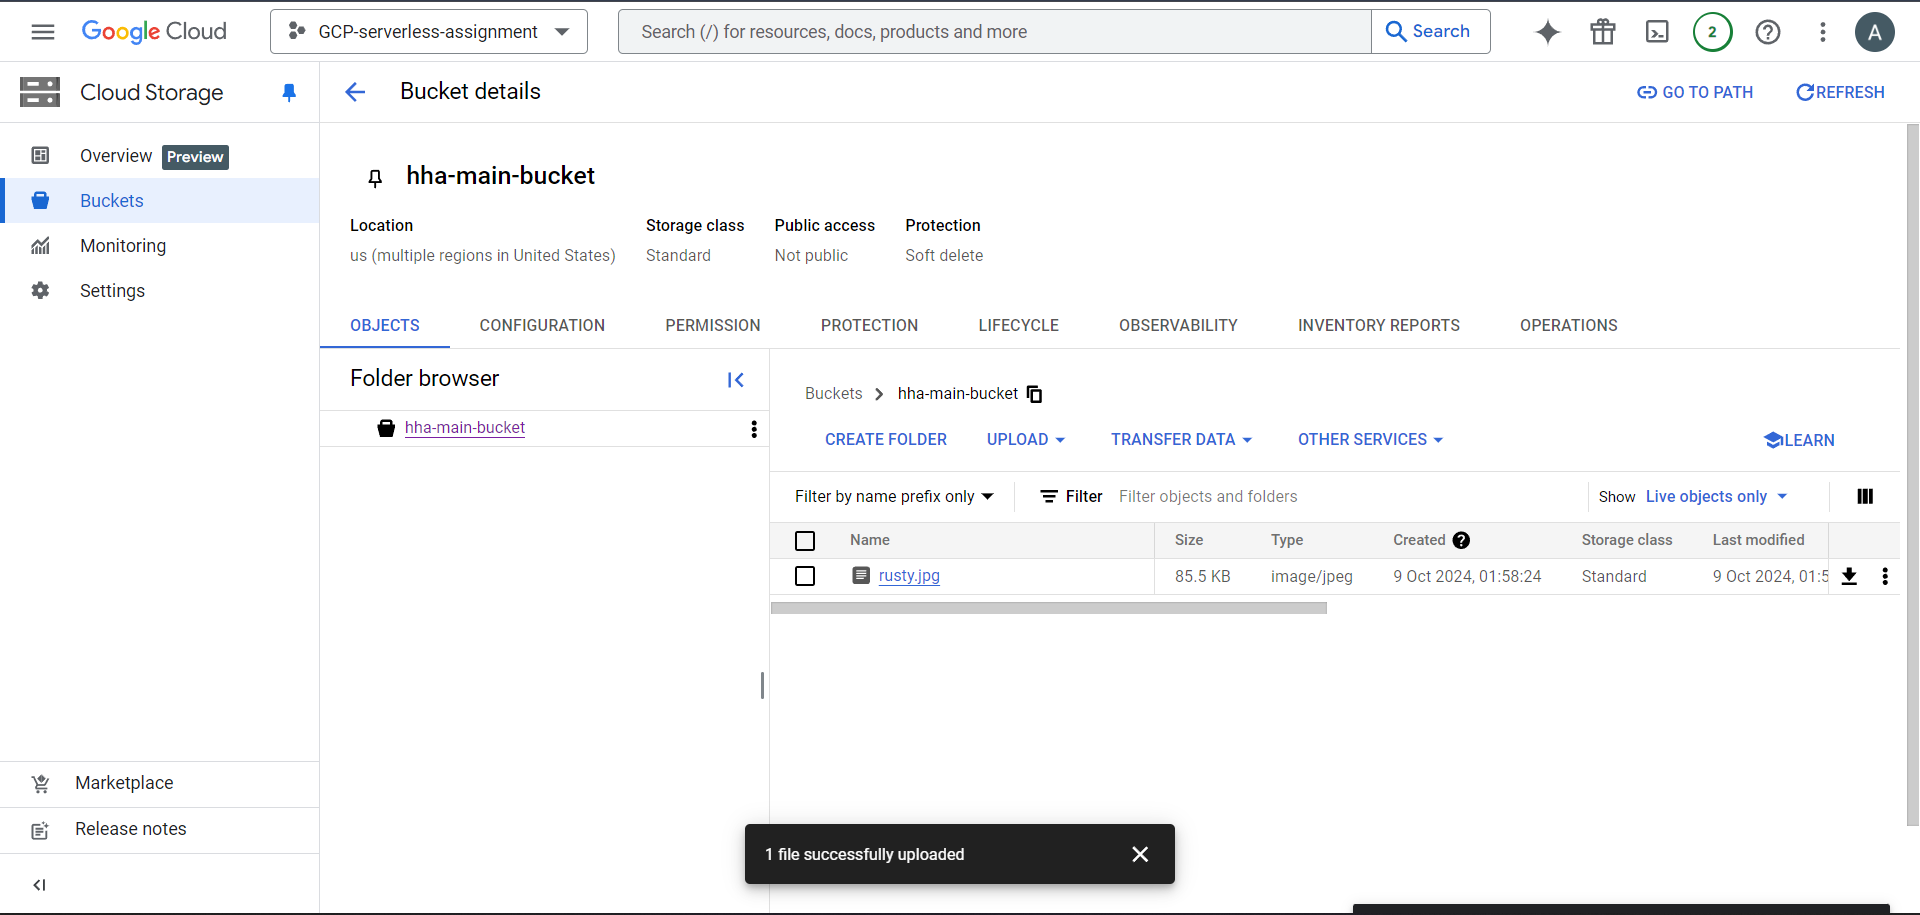 Google Cloud
GCP-serverless-assignment
Search (/) for resources, docs, products and more
Search
2
A
Cloud Storage
Bucket details
GO TO PATH
REFRESH
Overview Preview
Buckets
Monitoring
Settings
hha-main-bucket
Location Storage class Public access Protection
us (multiple regions in United States) Standard Not public Soft delete
OBJECTS CONFIGURATION PERMISSION PROTECTION LIFECYCLE OBSERVABILITY INVENTORY REPORTS OPERATIONS
Folder browser
hha-main-bucket
Buckets hha-main-bucket
CREATE FOLDER UPLOAD TRANSFER DATA OTHER SERVICES LEARN
Filter by name prefix only Filter Filter objects and folders Show Live objects only
Name Size Type Created ? Storage class Last modified
rusty.jpg 85.5 KB image/jpeg 9 Oct 2024, 01:58:24 Standard 9 Oct 2024, 01:5
Marketplace
Release notes
1 file successfully uploaded